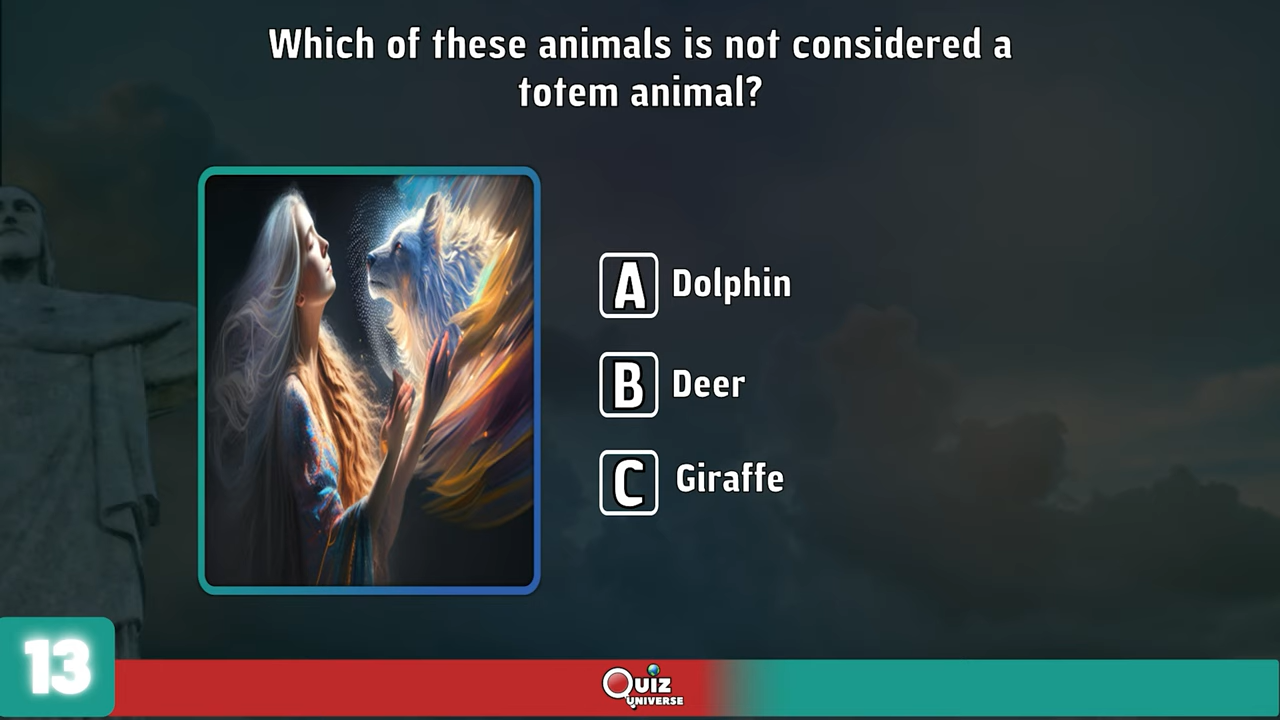 Which of these animals is not considered a
totem animal?
A Dolphin
B Deer
C Giraffe
13
QUIZ
UNIVERSE